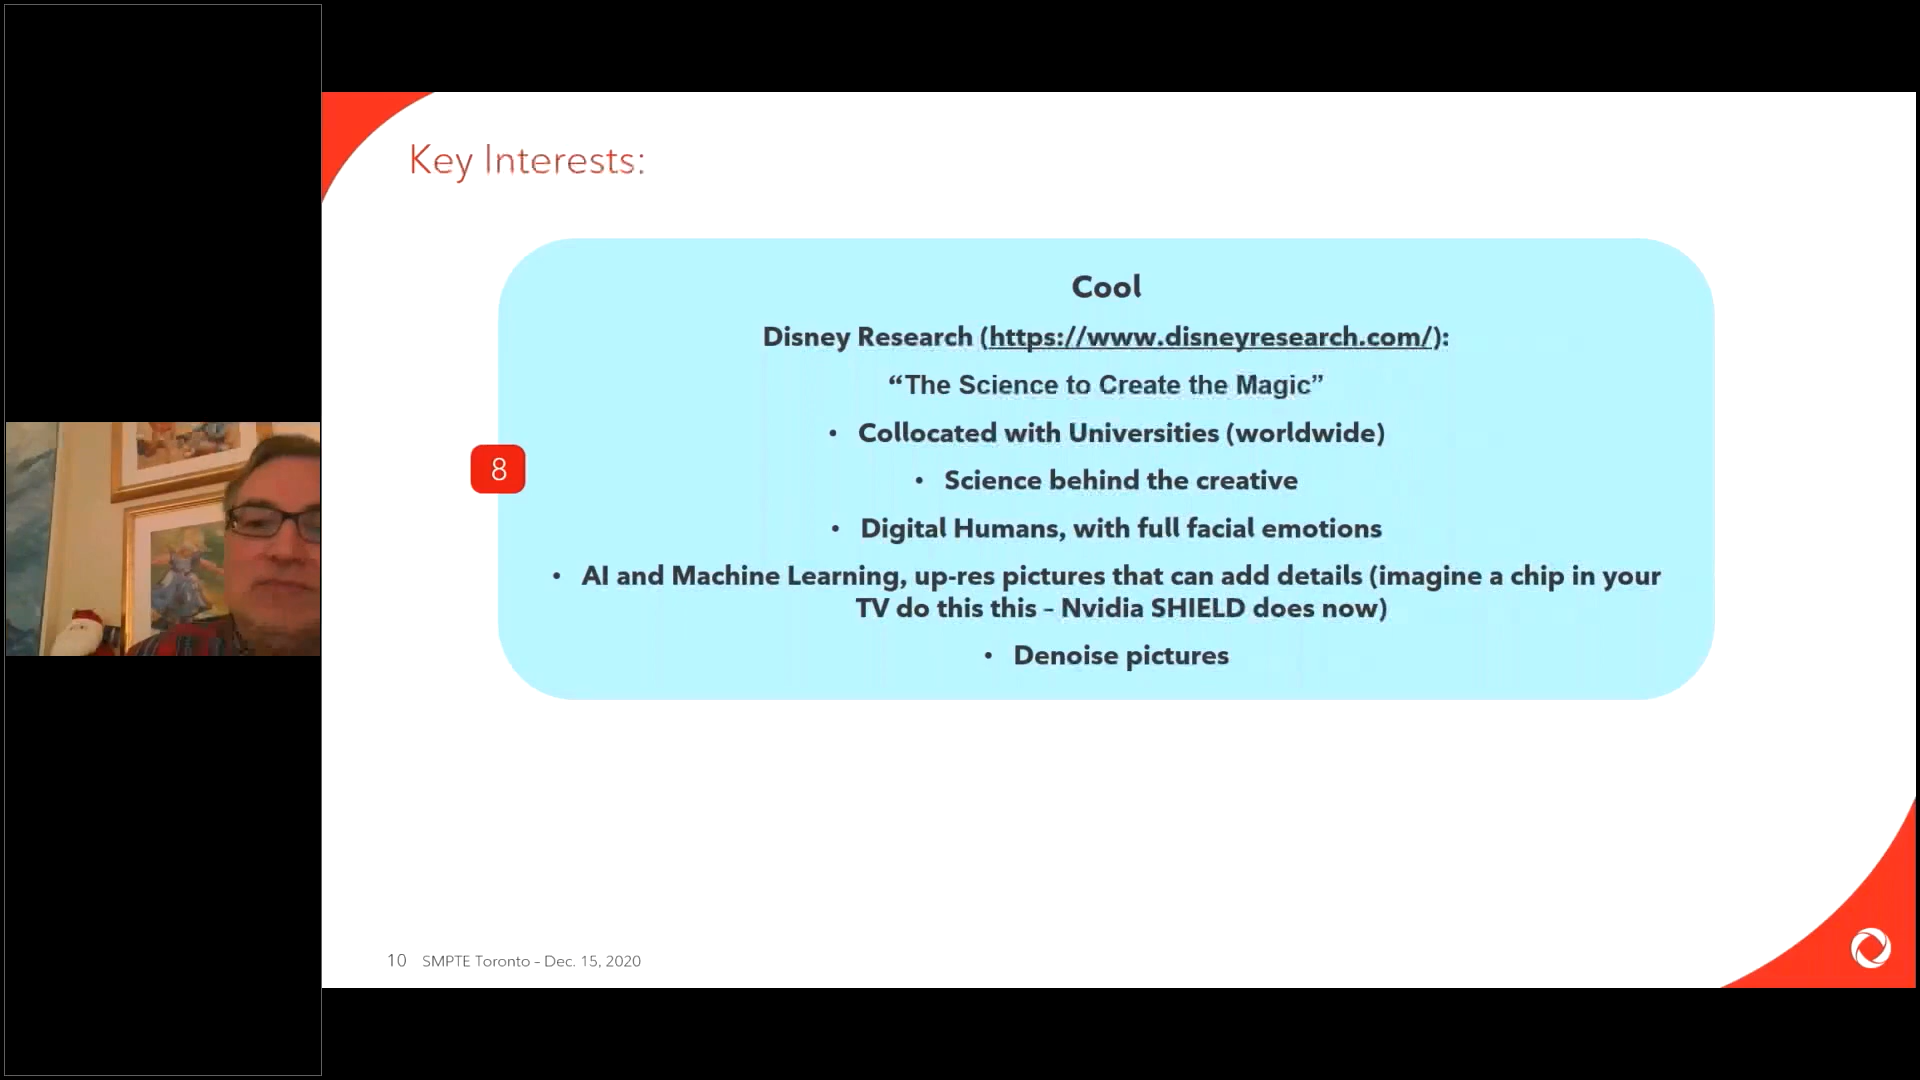 Key Interests:
Cool
Disney Research (https://www.disneyresearch.com/):
“The Science to Create the Magic”
• Collocated with Universities (worldwide)
8
• Science behind the creative
• Digital Humans, with full facial emotions
• AI and Machine Learning, up-res pictures that can add details (imagine a chip in your
TV do this this – Nvidia SHIELD does now)
• Denoise pictures
10 SMPTE Toronto – Dec. 15, 2020